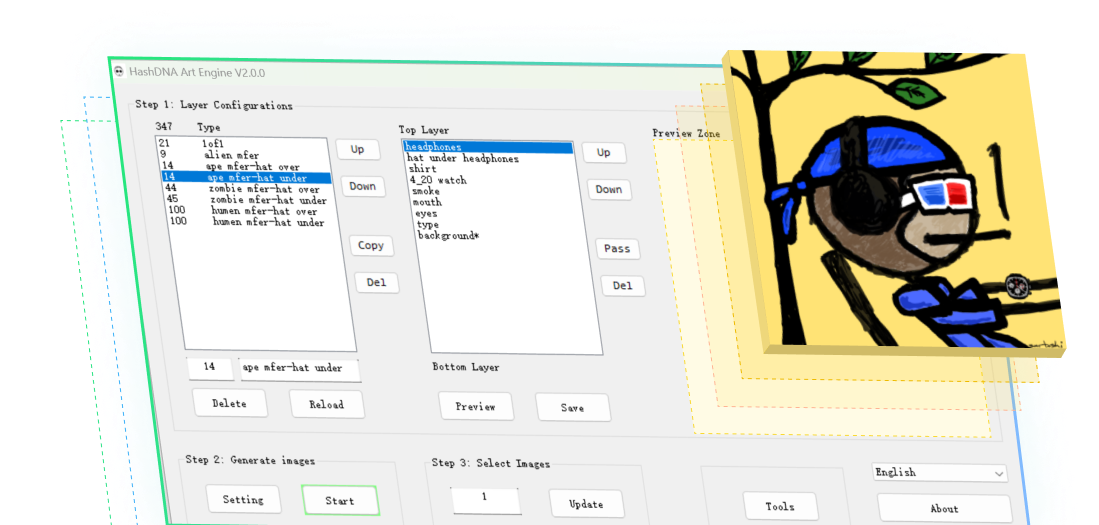 HashDNA Art Engine V2.0.0
Step 1: Layer Configurations
347 Type
21 1of1
9 alien mfer
14 ape mfer-hat over
14 ape mfer-hat under
44 zombie mfer-hat over
45 zombie mfer-hat under
100 humen mfer-hat over
100 humen mfer-hat under
Up
Down
Copy
Del
14 ape mfer-hat under
Delete Reload
Top Layer
headphones
hat under headphones
shirt
4_20 watch
smoke
mouth
eyes
type
background*
Up
Down
Pass
Del
Bottom Layer
Preview Save
Preview Zone
Step 2: Generate images
Setting Start
Step 3: Select Images
1 Update
Tools
English
About